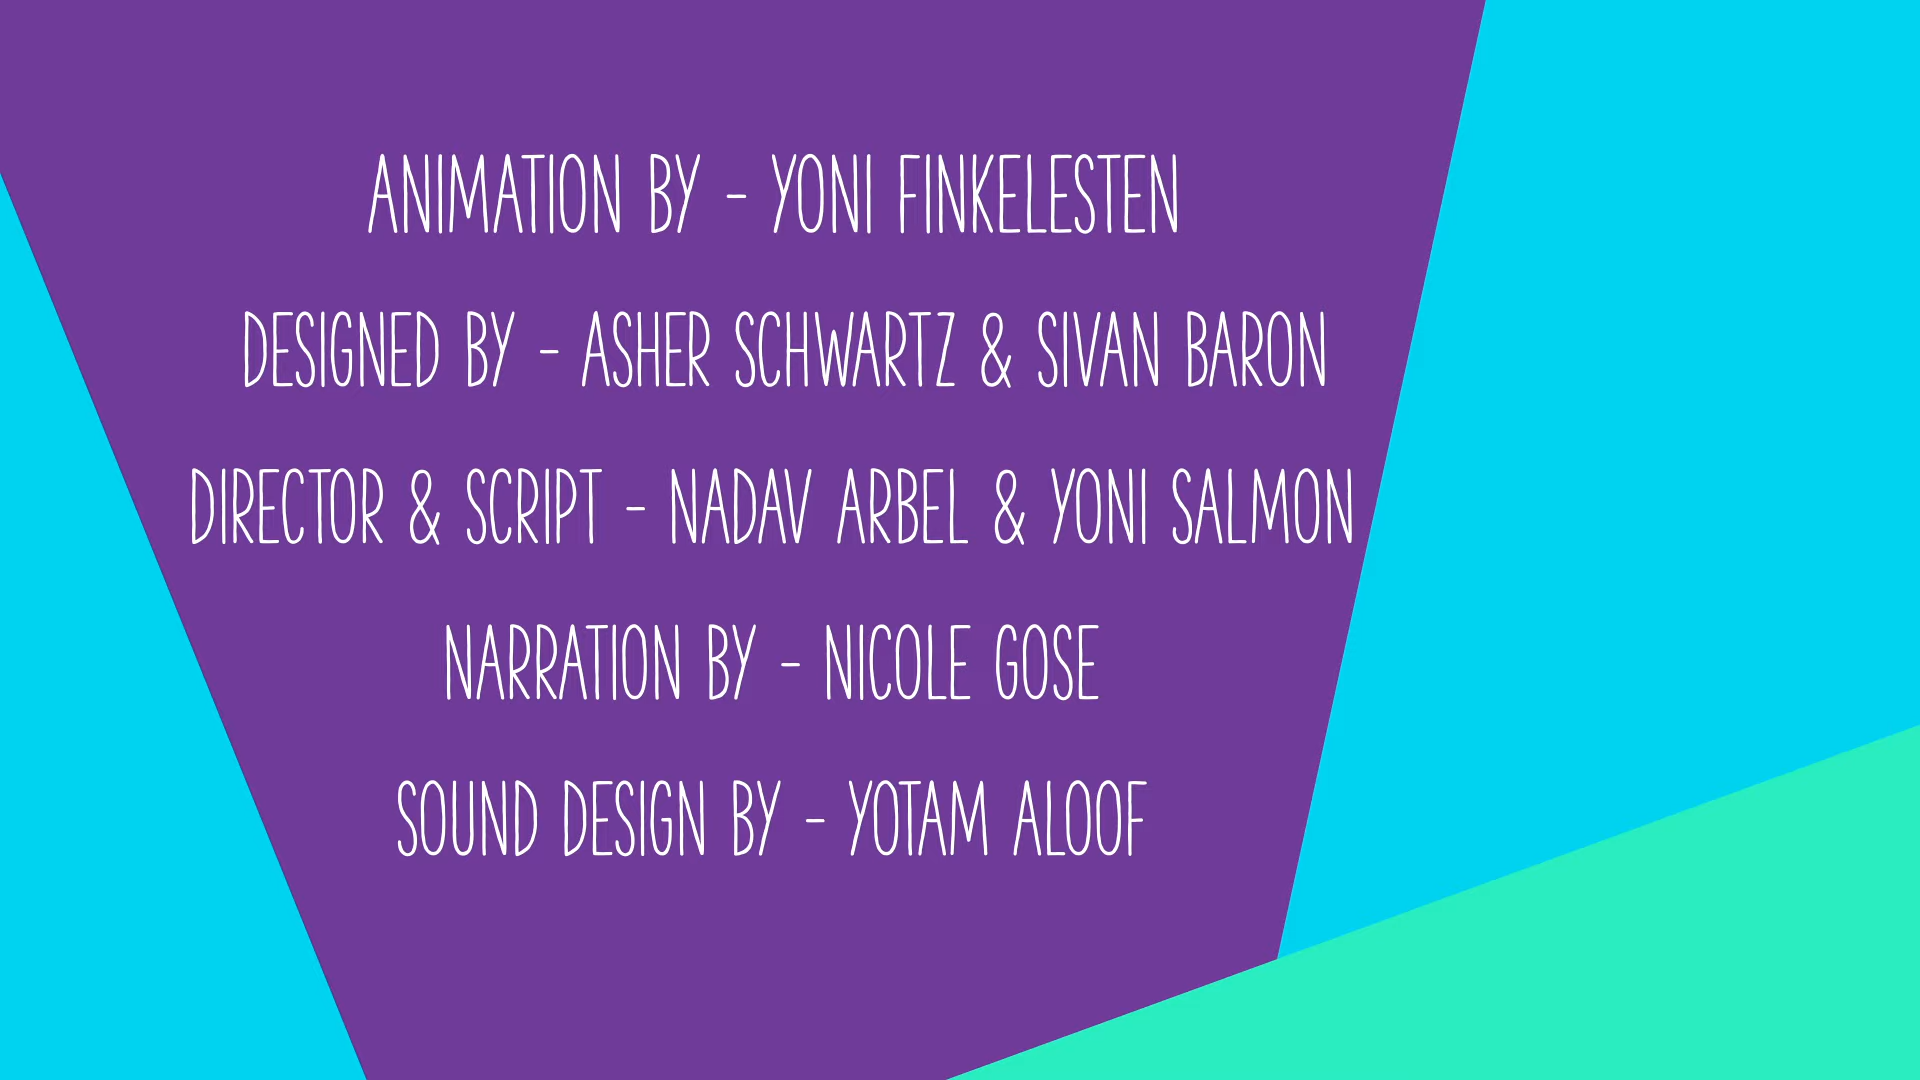 ANIMATION BY - YONI FINKELESTEN
DESIGNED BY - ASHER SCHWARTZ & SIVAN BARON
DIRECTOR & SCRIPT - NADAV ARBEL & YONI SALMON
NARRATION BY - NICOLE GOSE
SOUND DESIGN BY - YOTAM ALOOF